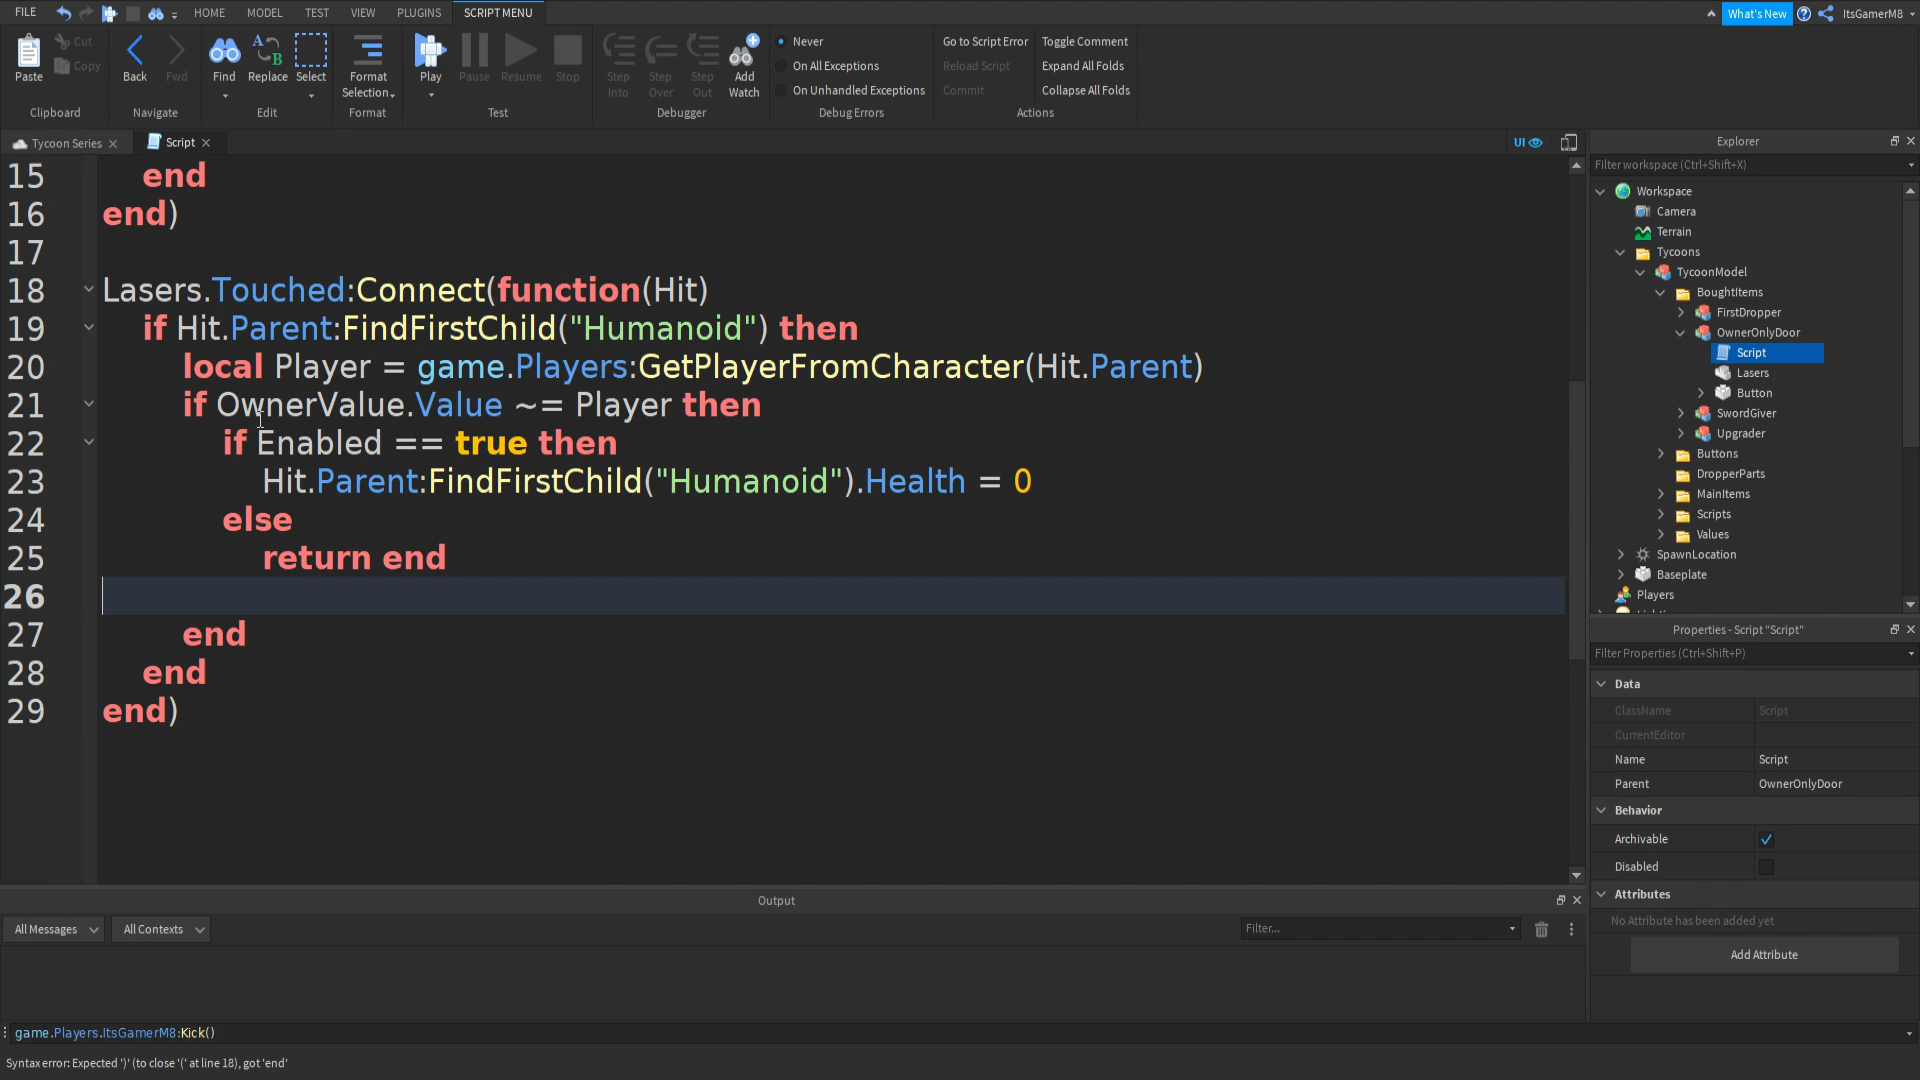 FILE HOME MODEL TEST VIEW PLUGINS SCRIPT MENU What's New ItsGamerM8
Paste Cut Copy Clipboard
Back Fwd Navigate
Find Replace Select Edit
Format Selection Format
Play Pause Resume Stop Test
Step Into Step Over Step Out Add Watch Debugger
Never
On All Exceptions
On Unhandled Exceptions
Debug Errors
Go to Script Error Toggle Comment
Reload Script Expand All Folds
Commit Collapse All Folds
Actions
Tycoon Series Script UI
15 end
16 end)
17
18 Lasers.Touched:Connect(function(Hit)
19 if Hit.Parent:FindFirstChild("Humanoid") then
20 local Player = game.Players:GetPlayerFromCharacter(Hit.Parent)
21 if OwnerValue.Value ~= Player then
22 if Enabled == true then
23 Hit.Parent:FindFirstChild("Humanoid").Health = 0
24 else
25 return end
26
27 end
28 end
29 end)
Explorer
Filter workspace (Ctrl+Shift+X)
Workspace
Camera
Terrain
Tycoons
TycoonModel
BoughtItems
FirstDropper
OwnerOnlyDoor
Script
Lasers
Button
SwordGiver
Upgrader
Buttons
DropperParts
MainItems
Scripts
Values
SpawnLocation
Baseplate
Players
Properties - Script "Script"
Filter Properties (Ctrl+Shift+P)
Data
ClassName Script
CurrentEditor
Name Script
Parent OwnerOnlyDoor
Behavior
Archivable
Disabled
Attributes
No Attribute has been added yet
Add Attribute
Output
All Messages All Contexts Filter...
game.Players.ItsGamerM8:Kick()
Syntax error: Expected ')' (to close '(' at line 18), got 'end'